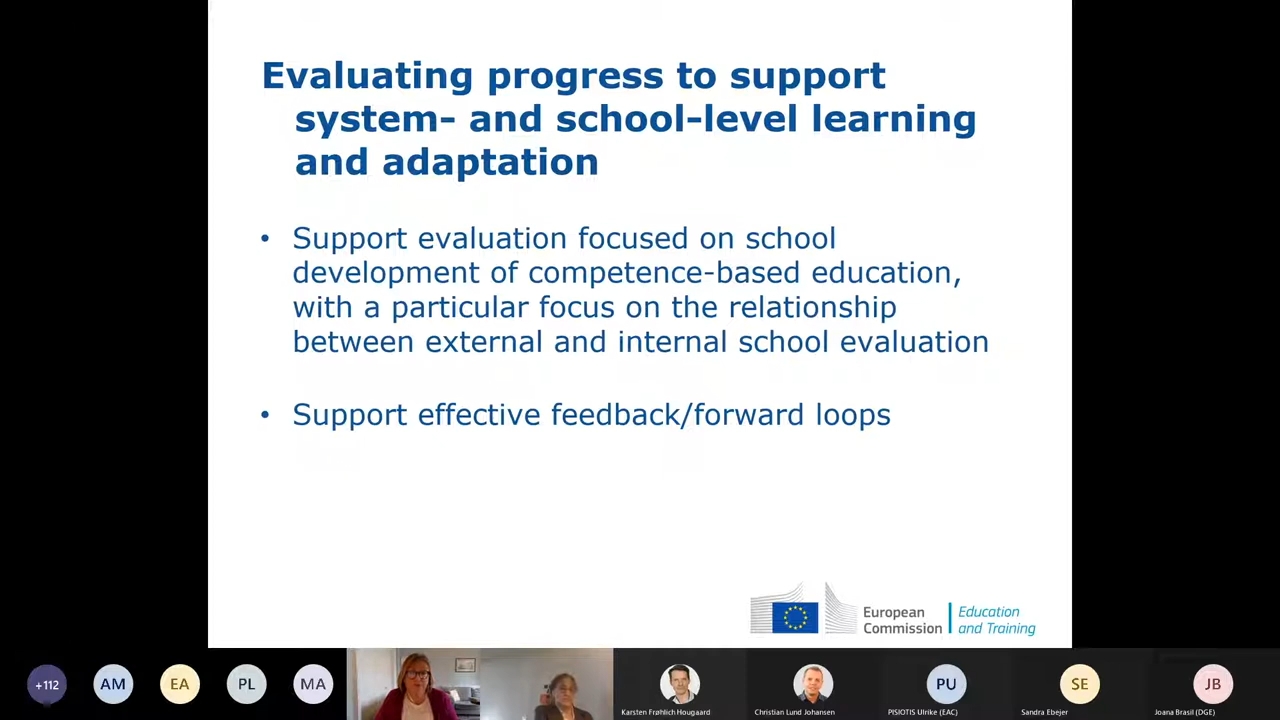 Evaluating progress to support
system- and school-level learning
and adaptation
• Support evaluation focused on school
development of competence-based education,
with a particular focus on the relationship
between external and internal school evaluation
• Support effective feedback/forward loops
European
Commission
Education
and Training
+112
AM
EA
PL
MA
Karsten Frøhlich Hougaard
Christian Lund Johansen
PU
PISIOTIS Ulrike (EAC)
SE
Sandra Ebejer
JB
Joana Brasil (DGE)